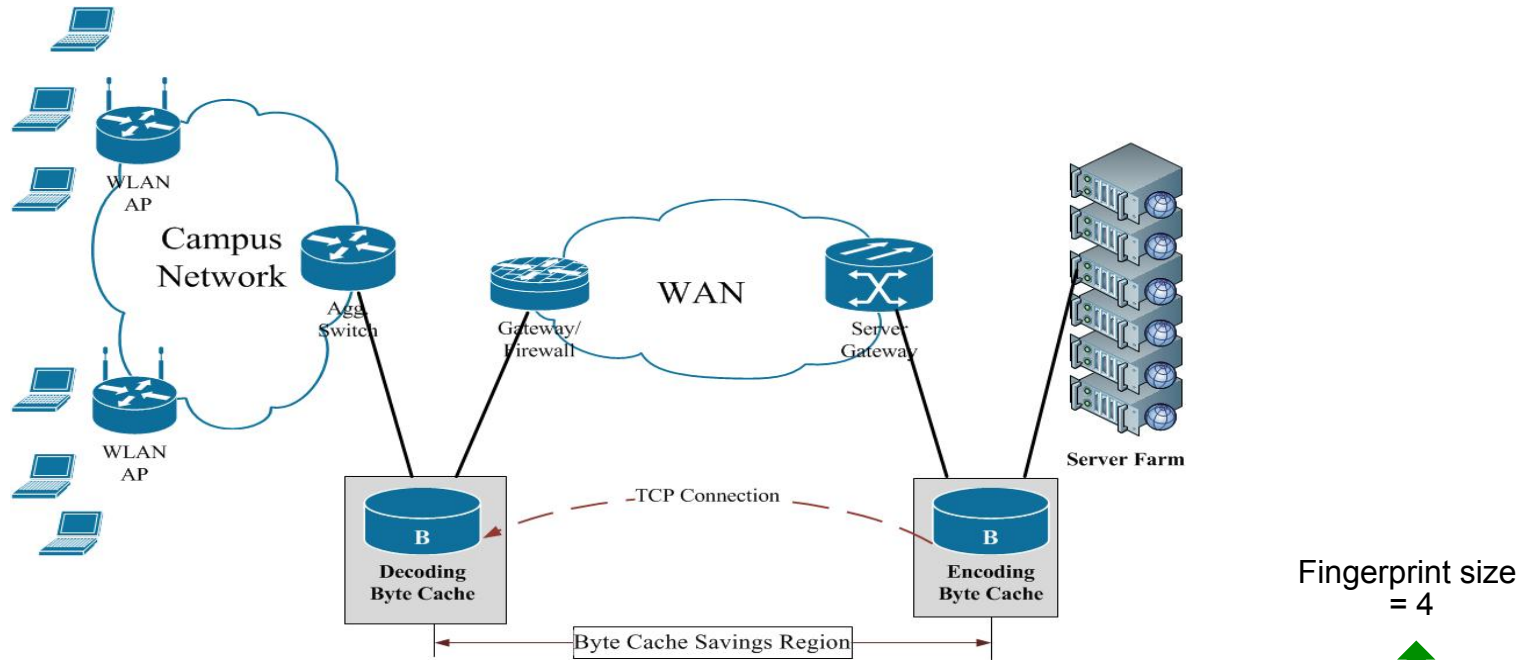 WLAN
AP
Campus
Network
Agg.
Switch
WLAN
AP
Gateway/
Firewall
WAN
Server
Gateway
Server Farm
TCP Connection
B
Decoding
Byte Cache
B
Encoding
Byte Cache
Byte Cache Savings Region
Fingerprint size
= 4